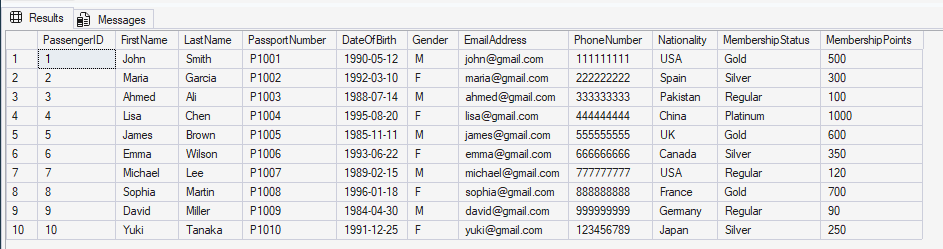 Results Messages
PassengerID FirstName LastName PassportNumber DateOfBirth Gender EmailAddress PhoneNumber Nationality MembershipStatus MembershipPoints
1 1 John Smith P1001 1990-05-12 M john@gmail.com 111111111 USA Gold 500
2 2 Maria Garcia P1002 1992-03-10 F maria@gmail.com 222222222 Spain Silver 300
3 3 Ahmed Ali P1003 1988-07-14 M ahmed@gmail.com 333333333 Pakistan Regular 100
4 4 Lisa Chen P1004 1995-08-20 F lisa@gmail.com 444444444 China Platinum 1000
5 5 James Brown P1005 1985-11-11 M james@gmail.com 555555555 UK Gold 600
6 6 Emma Wilson P1006 1993-06-22 F emma@gmail.com 666666666 Canada Silver 350
7 7 Michael Lee P1007 1989-02-15 M michael@gmail.com 777777777 USA Regular 120
8 8 Sophia Martin P1008 1996-01-18 F sophia@gmail.com 888888888 France Gold 700
9 9 David Miller P1009 1984-04-30 M david@gmail.com 999999999 Germany Regular 90
10 10 Yuki Tanaka P1010 1991-12-25 F yuki@gmail.com 123456789 Japan Silver 250